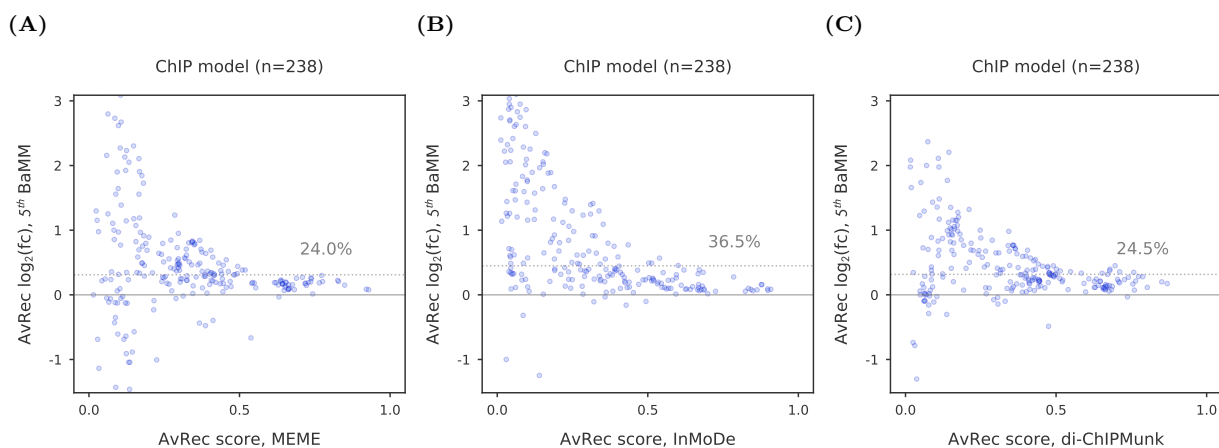 (A)
ChIP model (n=238)
AvRec log2(fc), 5th BaMM
3
2
1
0
-1
24.0%
0.0
0.5
1.0
AvRec score, MEME
(B)
ChIP model (n=238)
AvRec log2(fc), 5th BaMM
3
2
1
0
-1
36.5%
0.0
0.5
1.0
AvRec score, InMoDe
(C)
ChIP model (n=238)
AvRec log2(fc), 5th BaMM
3
2
1
0
-1
24.5%
0.0
0.5
1.0
AvRec score, di-ChIPMunk